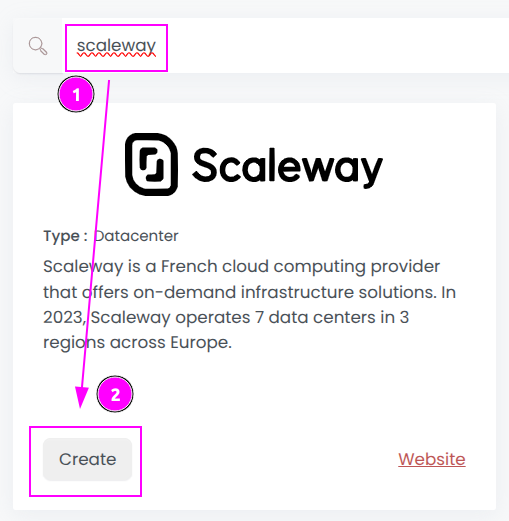 scaleway
1
Scaleway
Type : Datacenter
Scaleway is a French cloud computing provider
that offers on-demand infrastructure solutions. In
2023, Scaleway operates 7 data centers in 3
regions across Europe.
2
Create
Website